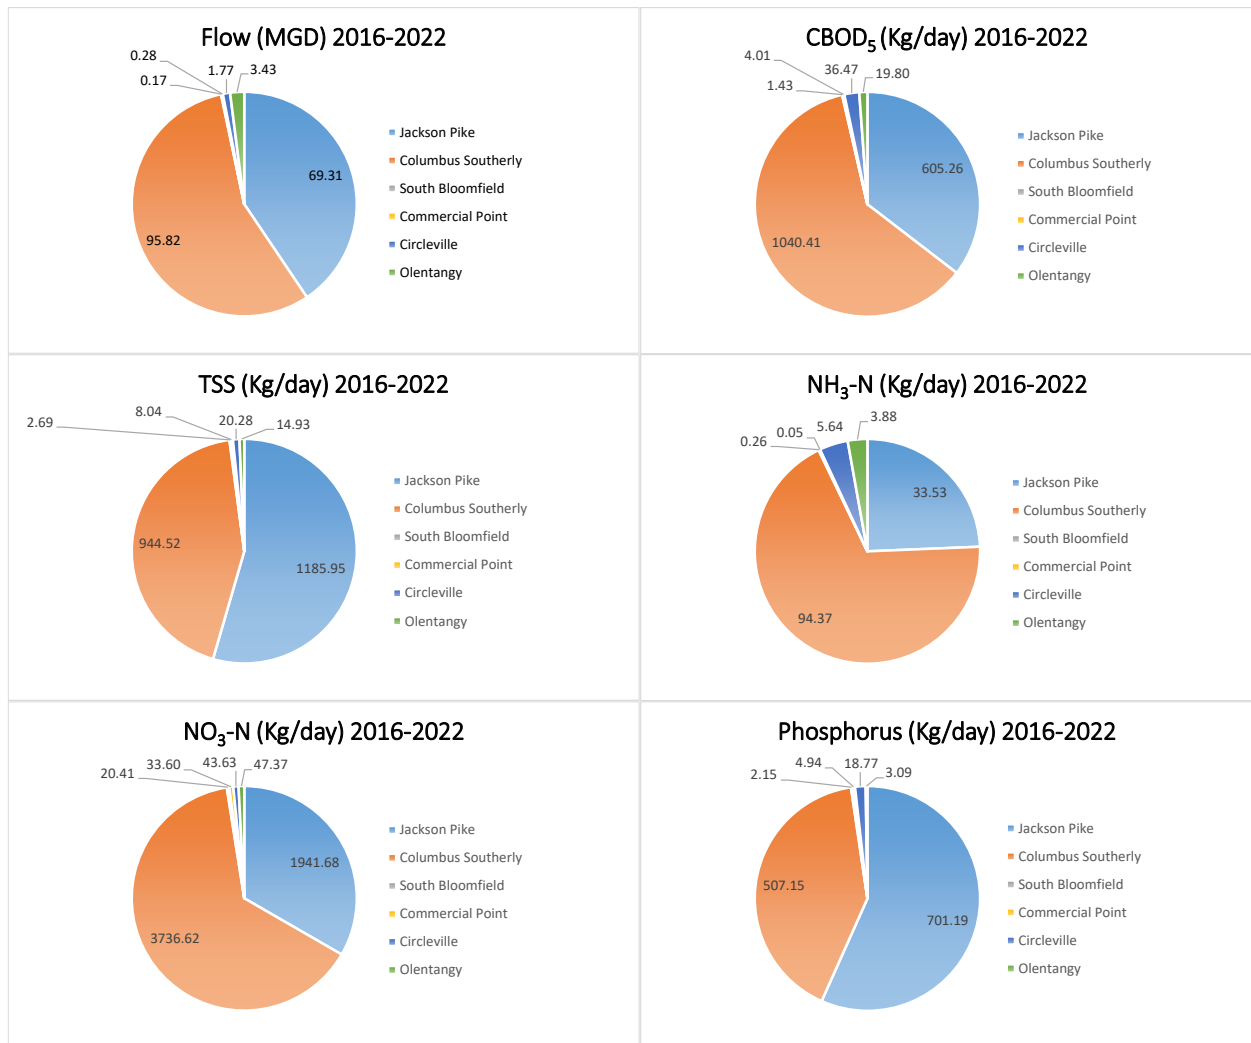 Flow (MGD) 2016-2022
0.28
0.17
1.77
3.43
69.31
95.82
Jackson Pike
Columbus Southerly
South Bloomfield
Commercial Point
Circleville
Olentangy
CBOD₅ (Kg/day) 2016-2022
4.01
1.43
36.47
19.80
605.26
1040.41
Jackson Pike
Columbus Southerly
South Bloomfield
Commercial Point
Circleville
Olentangy
TSS (Kg/day) 2016-2022
8.04
2.69
20.28
14.93
944.52
1185.95
Jackson Pike
Columbus Southerly
South Bloomfield
Commercial Point
Circleville
Olentangy
NH₃-N (Kg/day) 2016-2022
0.05
0.26
5.64
3.88
33.53
94.37
Jackson Pike
Columbus Southerly
South Bloomfield
Commercial Point
Circleville
Olentangy
NO₃-N (Kg/day) 2016-2022
33.60
20.41
43.63
47.37
1941.68
3736.62
Jackson Pike
Columbus Southerly
South Bloomfield
Commercial Point
Circleville
Olentangy
Phosphorus (Kg/day) 2016-2022
4.94
2.15
18.77
3.09
507.15
701.19
Jackson Pike
Columbus Southerly
South Bloomfield
Commercial Point
Circleville
Olentangy